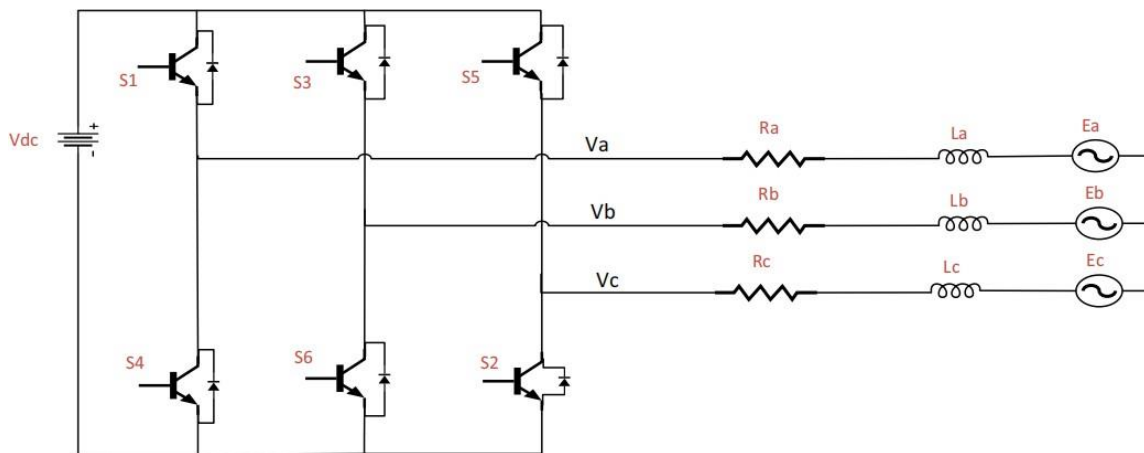 S1
S3
S5
Vdc
+
-
Va
Ra
La
Ea
Vb
Rb
Lb
Eb
Vc
Rc
Lc
Ec
S4
S6
S2